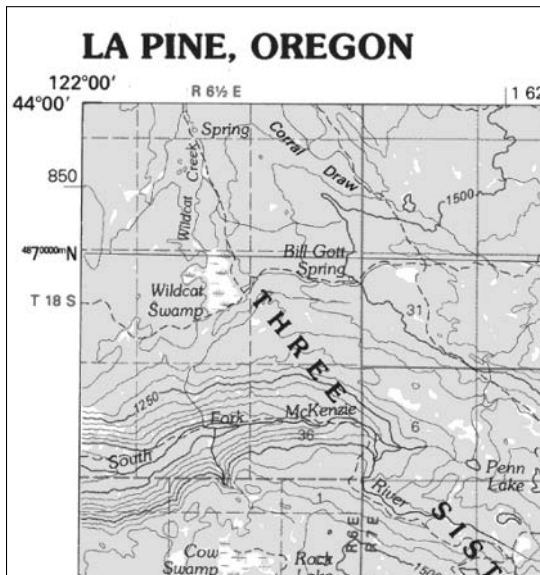 LA PINE, OREGON
122°00'
R 6½ E
1 62
44°00'
Spring
Corral Draw
850
Wildcat Creek
1500
4870000m N
Bill Gott
Spring
T 18 S
Wildcat
Swamp
31
THREE
1250
Fork
McKenzie
36
6
South
Penn
Lake
River
1
SIST
R 6 E
R 7 E
Cow
Swamp
Rock
1500